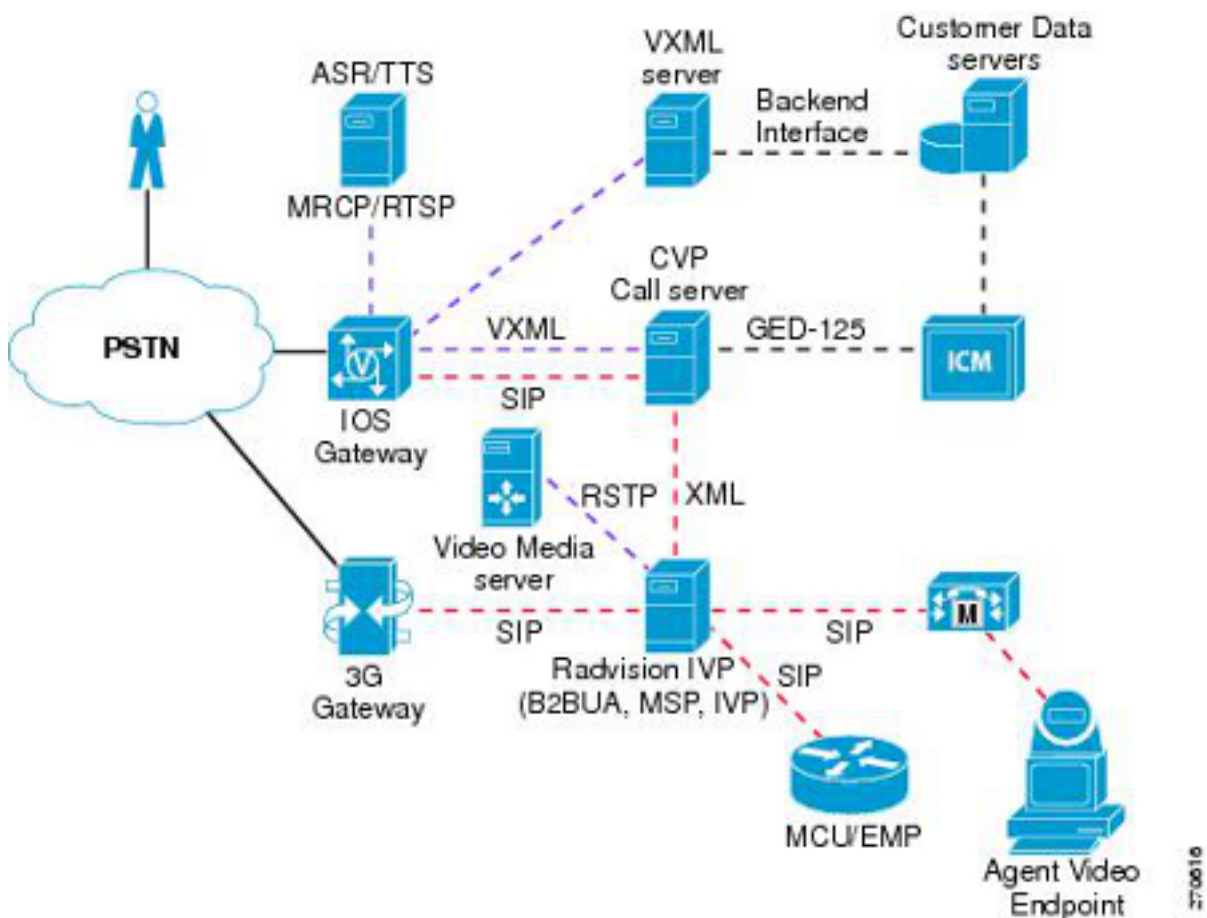 Customer Data
servers
VXML
server
ASR/TTS
Backend
Interface
MRCP/RTSP
CVP
Call server
PSTN
VXML
GED-125
ICM
V
SIP
IOS
Gateway
RSTP
XML
Video Media
server
M
SIP
SIP
3G
Gateway
Radvision IVP
(B2BUA, MSP, IVP)
SIP
MCU/EMP
Agent Video
Endpoint
270616